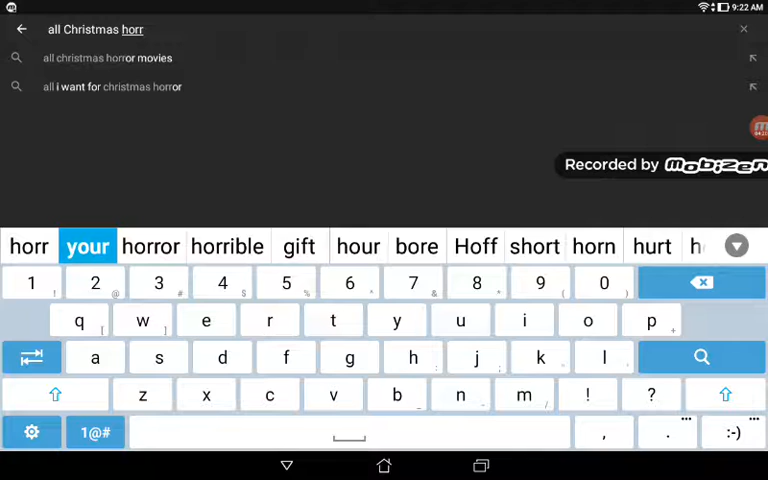 9:22 AM
all Christmas horr
all christmas horror movies
all i want for christmas horror
Recorded by Mobizen
horr your horror horrible gift hour bore Hoff short horn hurt
1 ! 2 @ 3 # 4 $ 5 % 6 ^ 7 & 8 * 9 ( 0 )
q [ w ] e r t y u i o p +
a s d f g h : j ; k l
z x c v b _ n - m / ! ?
1@# , . ... :-) ...